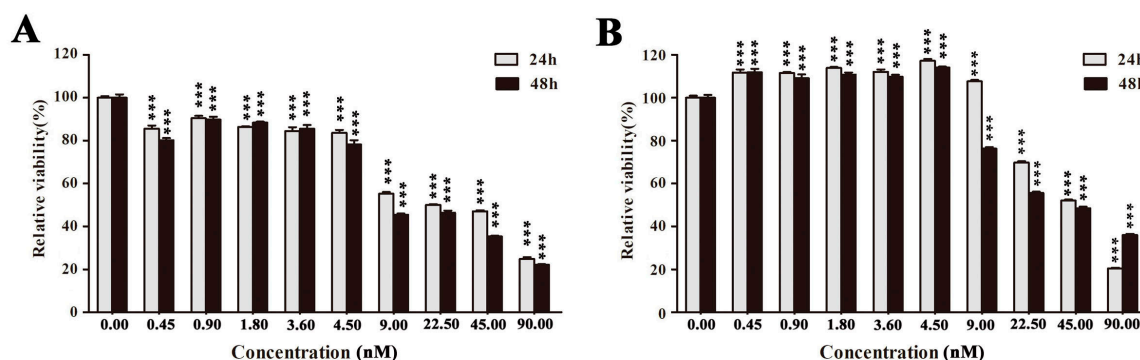 A
Relative viability(%)
120
100
80
60
40
20
0
*** *** *** *** *** *** *** *** *** *** *** *** *** *** *** *** *** ***
24h
48h
0.00 0.45 0.90 1.80 3.60 4.50 9.00 22.50 45.00 90.00
Concentration (nM)
B
Relative viability(%)
120
100
80
60
40
20
0
*** *** *** *** *** *** *** *** *** *** *** *** *** *** *** *** *** ***
24h
48h
0.00 0.45 0.90 1.80 3.60 4.50 9.00 22.50 45.00 90.00
Concentration (nM)